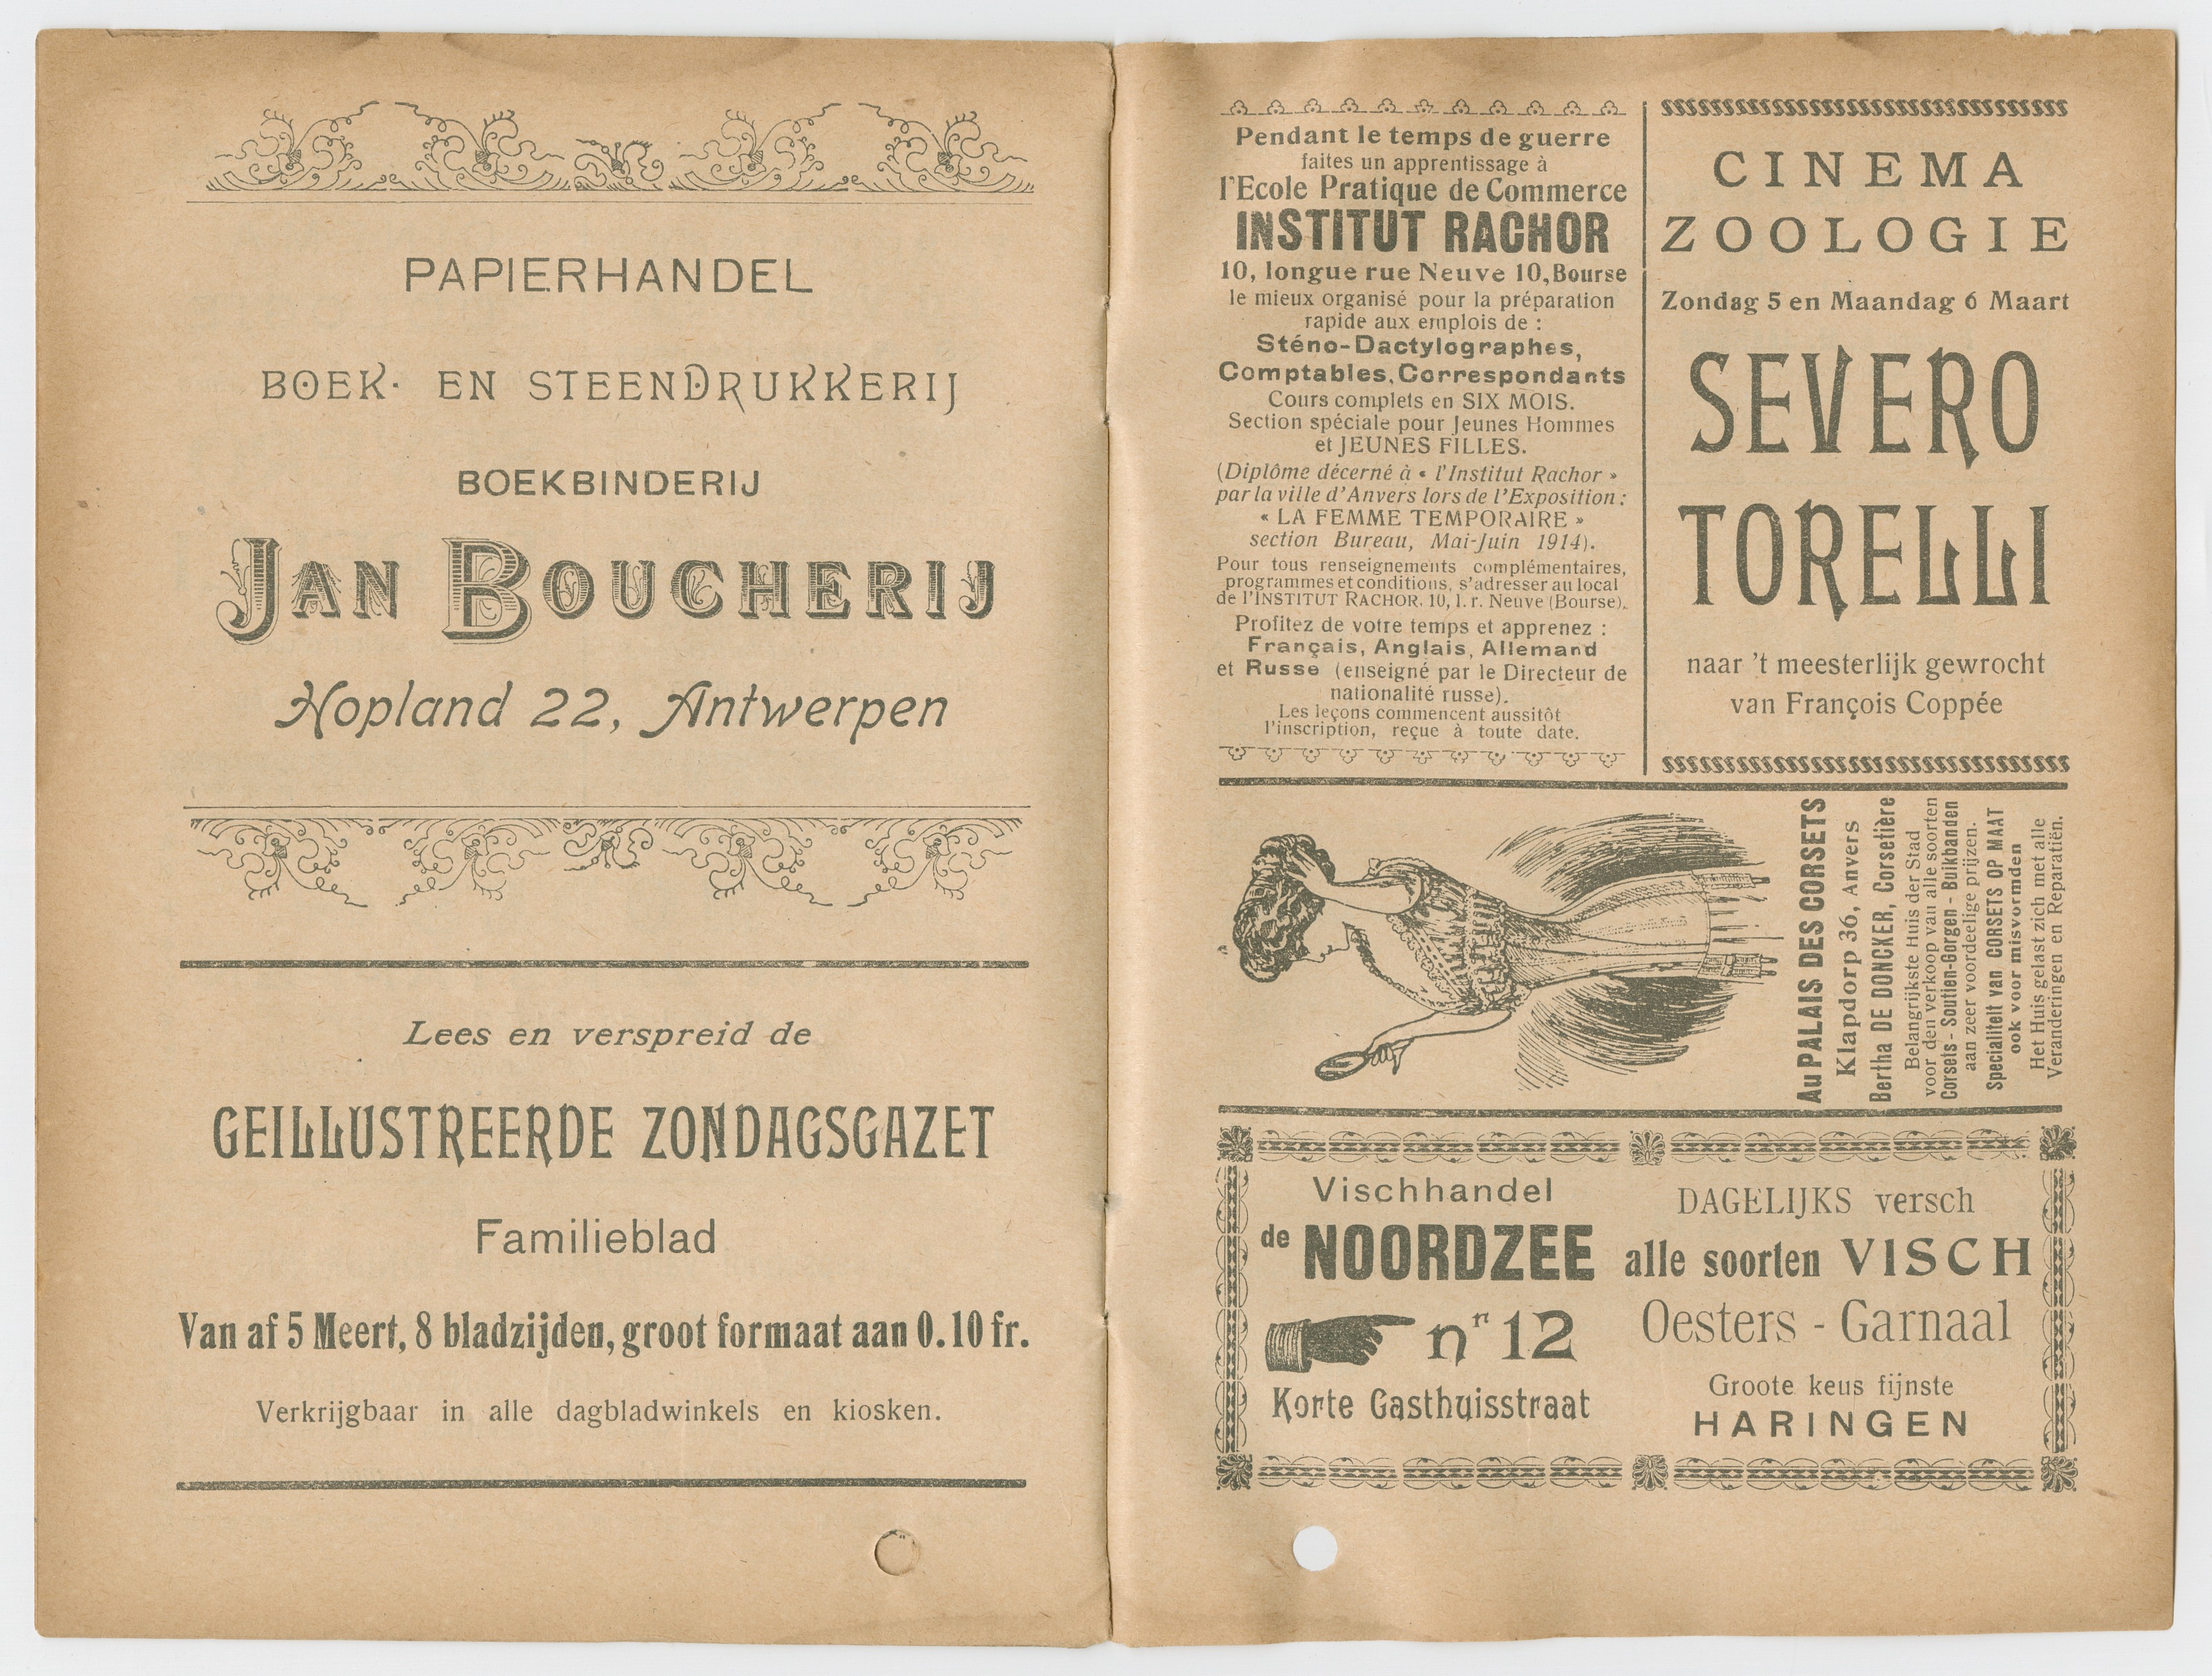 PAPIERHANDEL
BOEK- EN STEENDRUKKERIJ
BOEKBINDERIJ
JAN BOUCHERIJ
Hopland 22, Antwerpen
Lees en verspreid de
GEILLUSTREERDE ZONDAGSGAZET
Familieblad
Van af 5 Meert, 8 bladzijden, groot formaat aan 0.10 fr.
Verkrijgbaar in alle dagbladwinkels en kiosken.
Pendant le temps de guerre
faites un apprentissage à
l'Ecole Pratique de Commerce
INSTITUT RACHOR
10, longue rue Neuve 10, Bourse
le mieux organisé pour la préparation
rapide aux emplois de :
Sténo-Dactylographes,
Comptables, Correspondants
Cours complets en SIX MOIS.
Section spéciale pour Jeunes Hommes
et JEUNES FILLES.
(Diplôme décerné à « l'Institut Rachor »
par la ville d'Anvers lors de l'Exposition :
« LA FEMME TEMPORAIRE »
section Bureau, Mai-Juin 1914).
Pour tous renseignements complémentaires,
programmes et conditions, s'adresser au local
de l'INSTITUT RACHOR, 10, l. r. Neuve (Bourse).
Profitez de votre temps et apprenez :
Français, Anglais, Allemand
et Russe (enseigné par le Directeur de
nationalité russe).
Les leçons commencent aussitôt
l'inscription, reçue à toute date.
CINEMA
ZOOLOGIE
Zondag 5 en Maandag 6 Maart
SEVERO
TORELLI
naar 't meesterlijk gewrocht
van François Coppée
Au PALAIS DES CORSETS
Klapdorp 36, Anvers
Bertha DE DONCKER, Corsetière
Belangrijkste Huis der Stad
voor den verkoop van alle soorten
Corsets - Soutien-Gorgen - Buikbanden
aan zeer voordeelige prijzen.
Specialiteit van CORSETS OP MAAT
ook voor misvormden
Het Huis gelast zich met alle
Veranderingen en Reparatiën.
Vischhandel
de NOORDZEE
nr 12
Korte Gasthuisstraat
DAGELIJKS versch
alle soorten VISCH
Oesters - Garnaal
Groote keus fijnste
HARINGEN